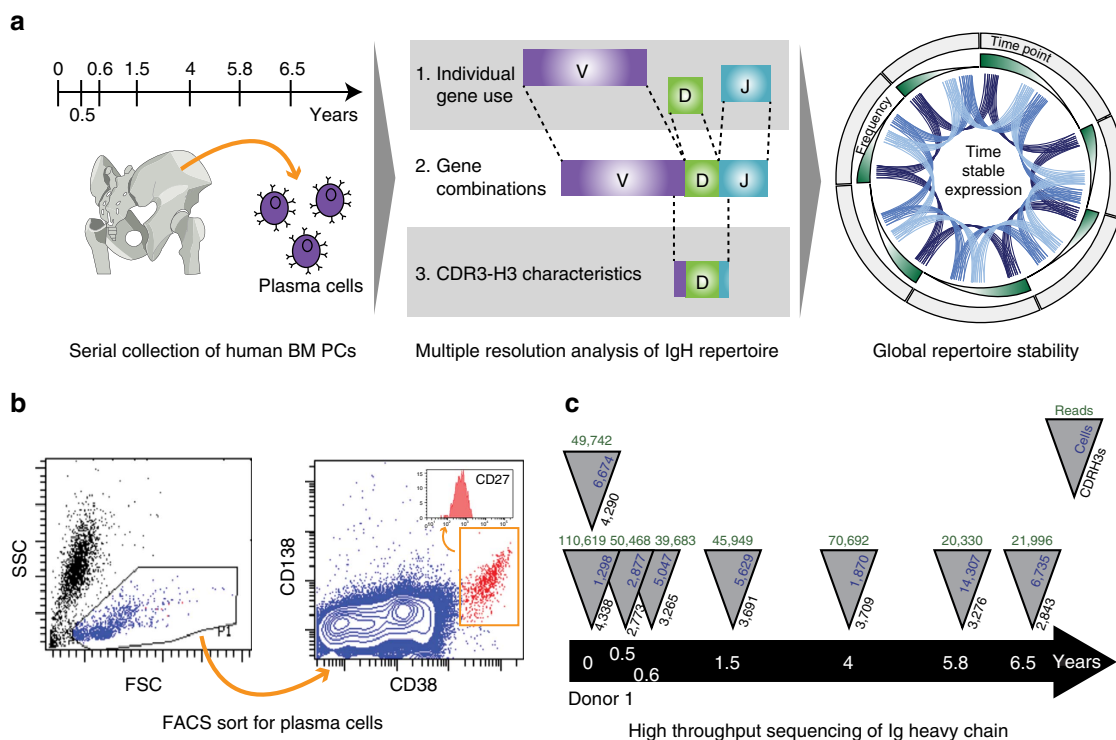 a
0 0.6 1.5 4 5.8 6.5
0.5
Years
Plasma cells
Serial collection of human BM PCs
1. Individual
gene use
V
D
J
2. Gene
combinations
V
D
J
3. CDR3-H3 characteristics
D
Multiple resolution analysis of IgH repertoire
Time point
Frequency
Time
stable
expression
Global repertoire stability
b
SSC
FSC
P1
CD138
CD38
CD27
15
10
5
0
FACS sort for plasma cells
c
Reads
Cells
CDRH3s
49,742
6,674
4,290
110,619 50,468 39,683 45,949 70,692 20,330 21,996
1,298 2,877 5,047 5,629 1,870 14,307 6,735
4,338 2,773 3,265 3,691 3,709 3,276 2,843
0 0.5 0.6 1.5 4 5.8 6.5 Years
Donor 1
High throughput sequencing of Ig heavy chain